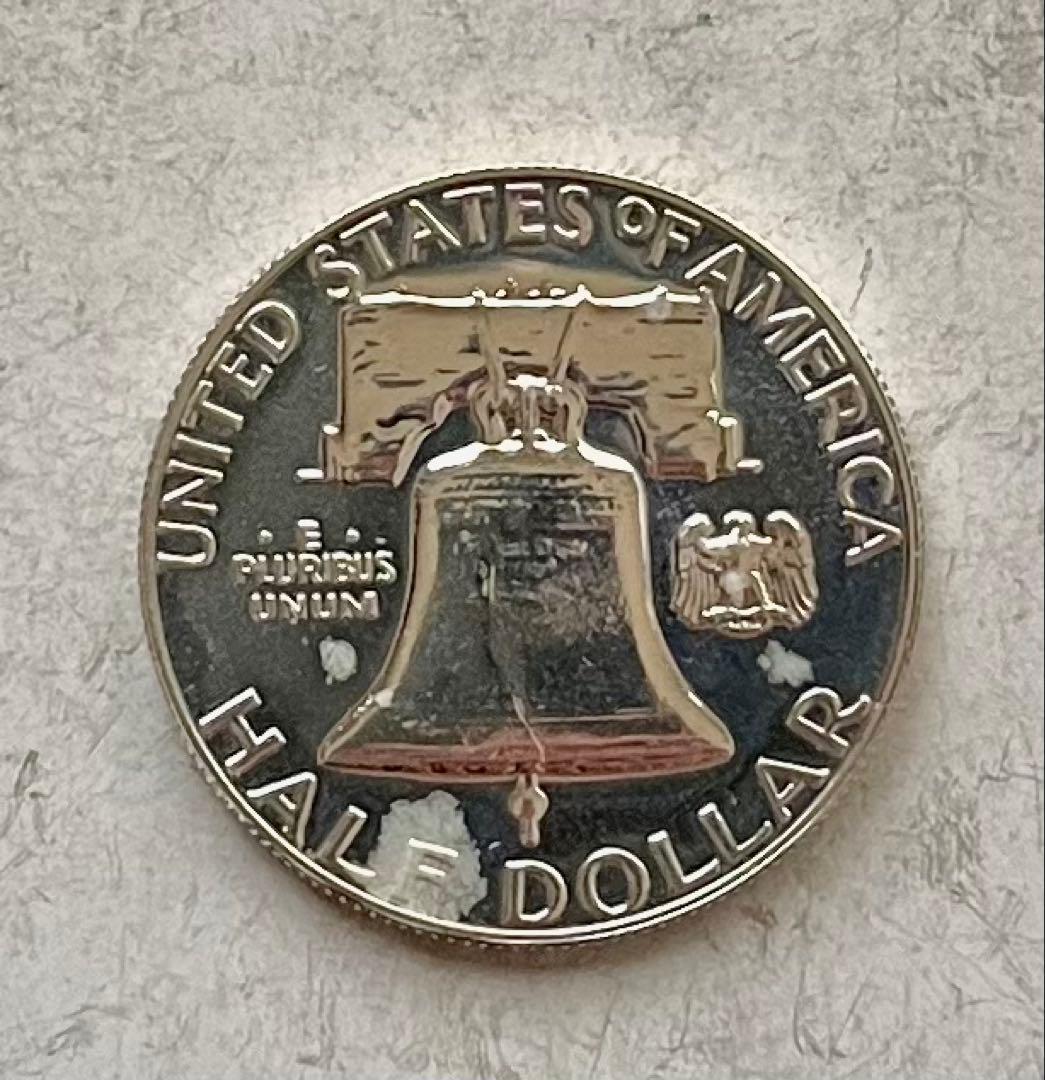 UNITED STATES OF AMERICA
· E ·
PLURIBUS
UNUM
HALF DOLLAR